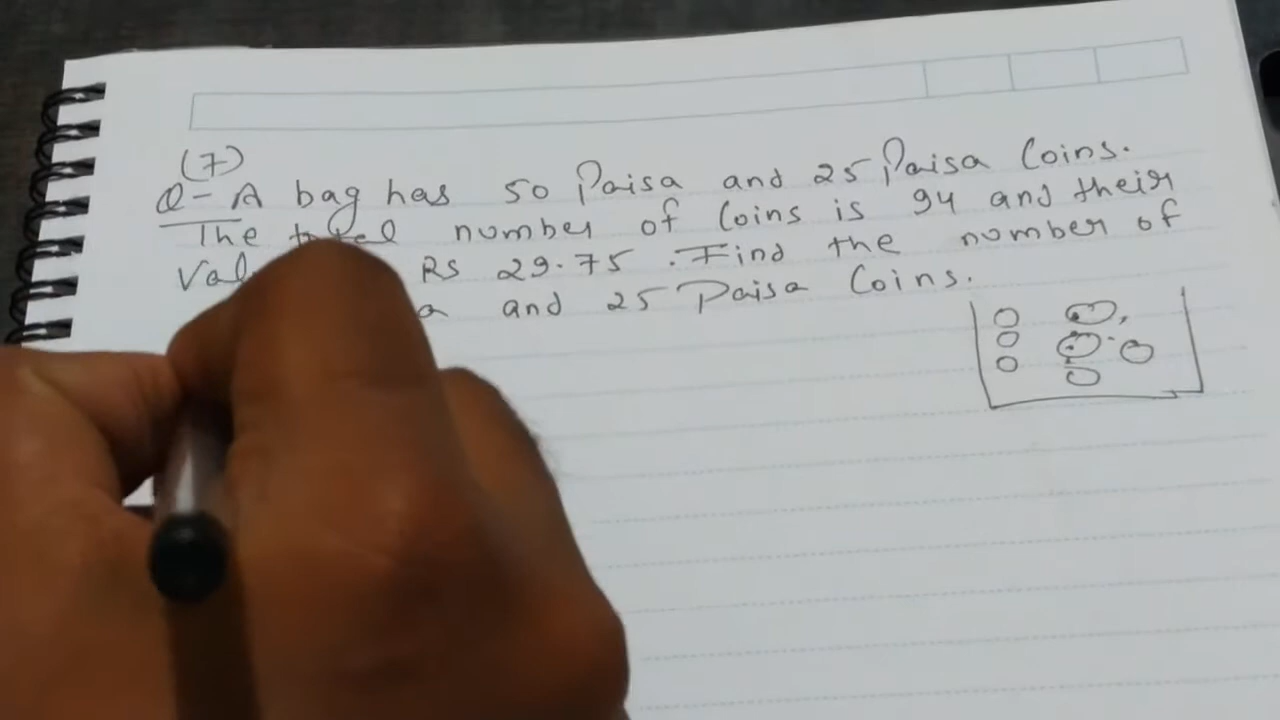 (7)
Q- A bag has 50 Paisa and 25 Paisa Coins.
The total number of Coins is 94 and their
Rs 29.75 . Find the number of
and 25 Paisa Coins.